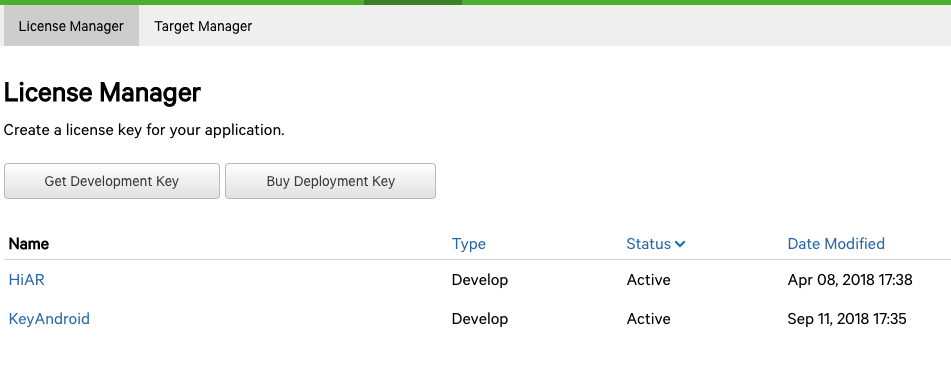 License Manager Target Manager
License Manager
Create a license key for your application.
Get Development Key Buy Deployment Key
Name Type Status Date Modified
HiAR Develop Active Apr 08, 2018 17:38
KeyAndroid Develop Active Sep 11, 2018 17:35